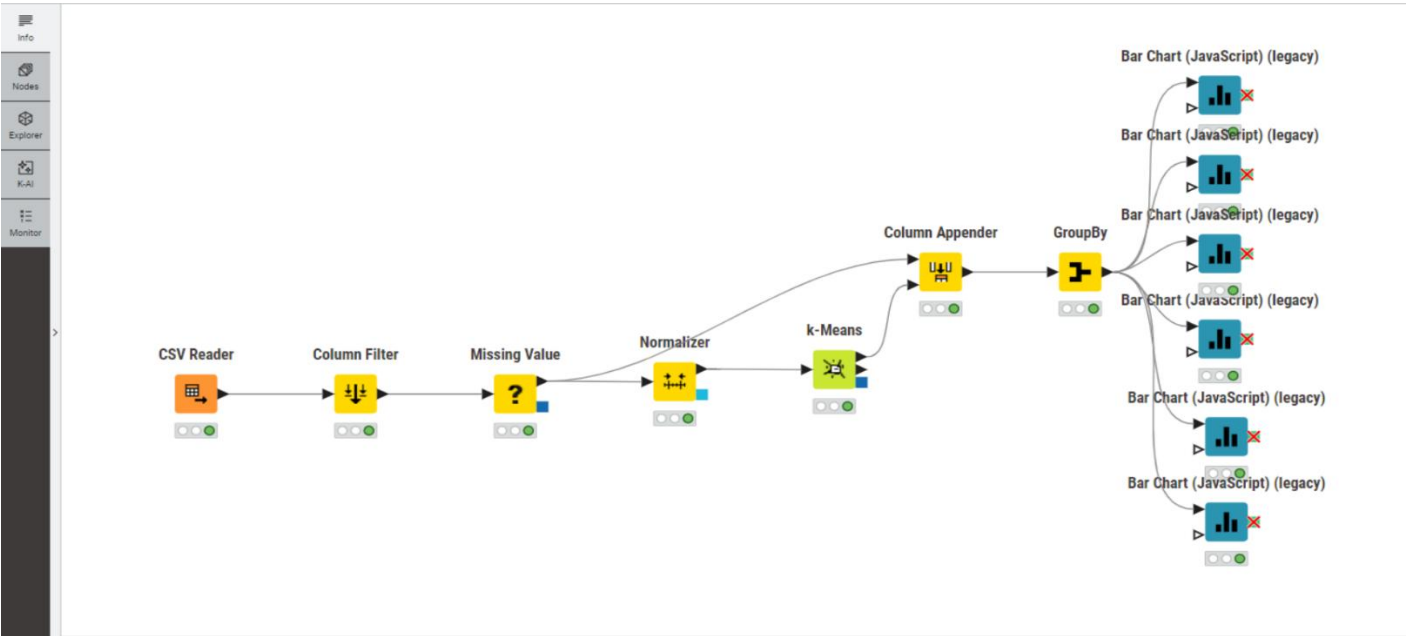 Info
Nodes
Explorer
K-AI
Monitor
Bar Chart (JavaScript) (legacy)
Bar Chart (JavaScript) (legacy)
Bar Chart (JavaScript) (legacy)
Column Appender
GroupBy
Bar Chart (JavaScript) (legacy)
k-Means
Normalizer
CSV Reader
Column Filter
Missing Value
?
Bar Chart (JavaScript) (legacy)
Bar Chart (JavaScript) (legacy)